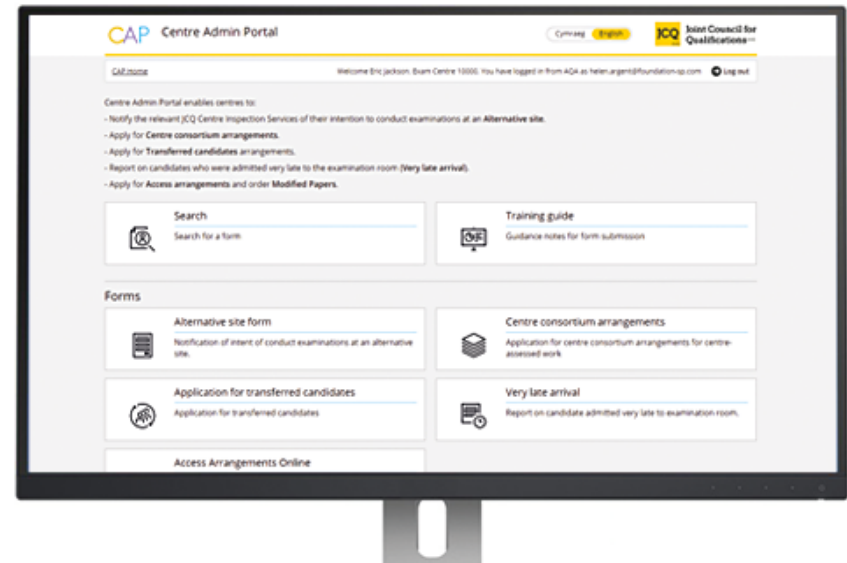 CAP Centre Admin Portal
Cymraeg English
JCQ Joint Council for
Qualifications
CAP home
Welcome Eric Jackson. Exam Centre 10000. You have logged in from AQA as helen.argent@foundation-sp.com
Log out
Centre Admin Portal enables centres to:
- Notify the relevant JCQ Centre Inspection Services of their intention to conduct examinations at an Alternative site.
- Apply for Centre consortium arrangements.
- Apply for Transferred candidates arrangements.
- Report on candidates who were admitted very late to the examination room (Very late arrival).
- Apply for Access arrangements and order Modified Papers.
Search
Search for a form
Training guide
Guidance notes for form submission
Forms
Alternative site form
Notification of intent of conduct examinations at an alternative
site.
Centre consortium arrangements
Application for centre consortium arrangements for centre-
assessed work
Application for transferred candidates
Application for transferred candidates
Very late arrival
Report on candidate admitted very late to examination room.
Access Arrangements Online